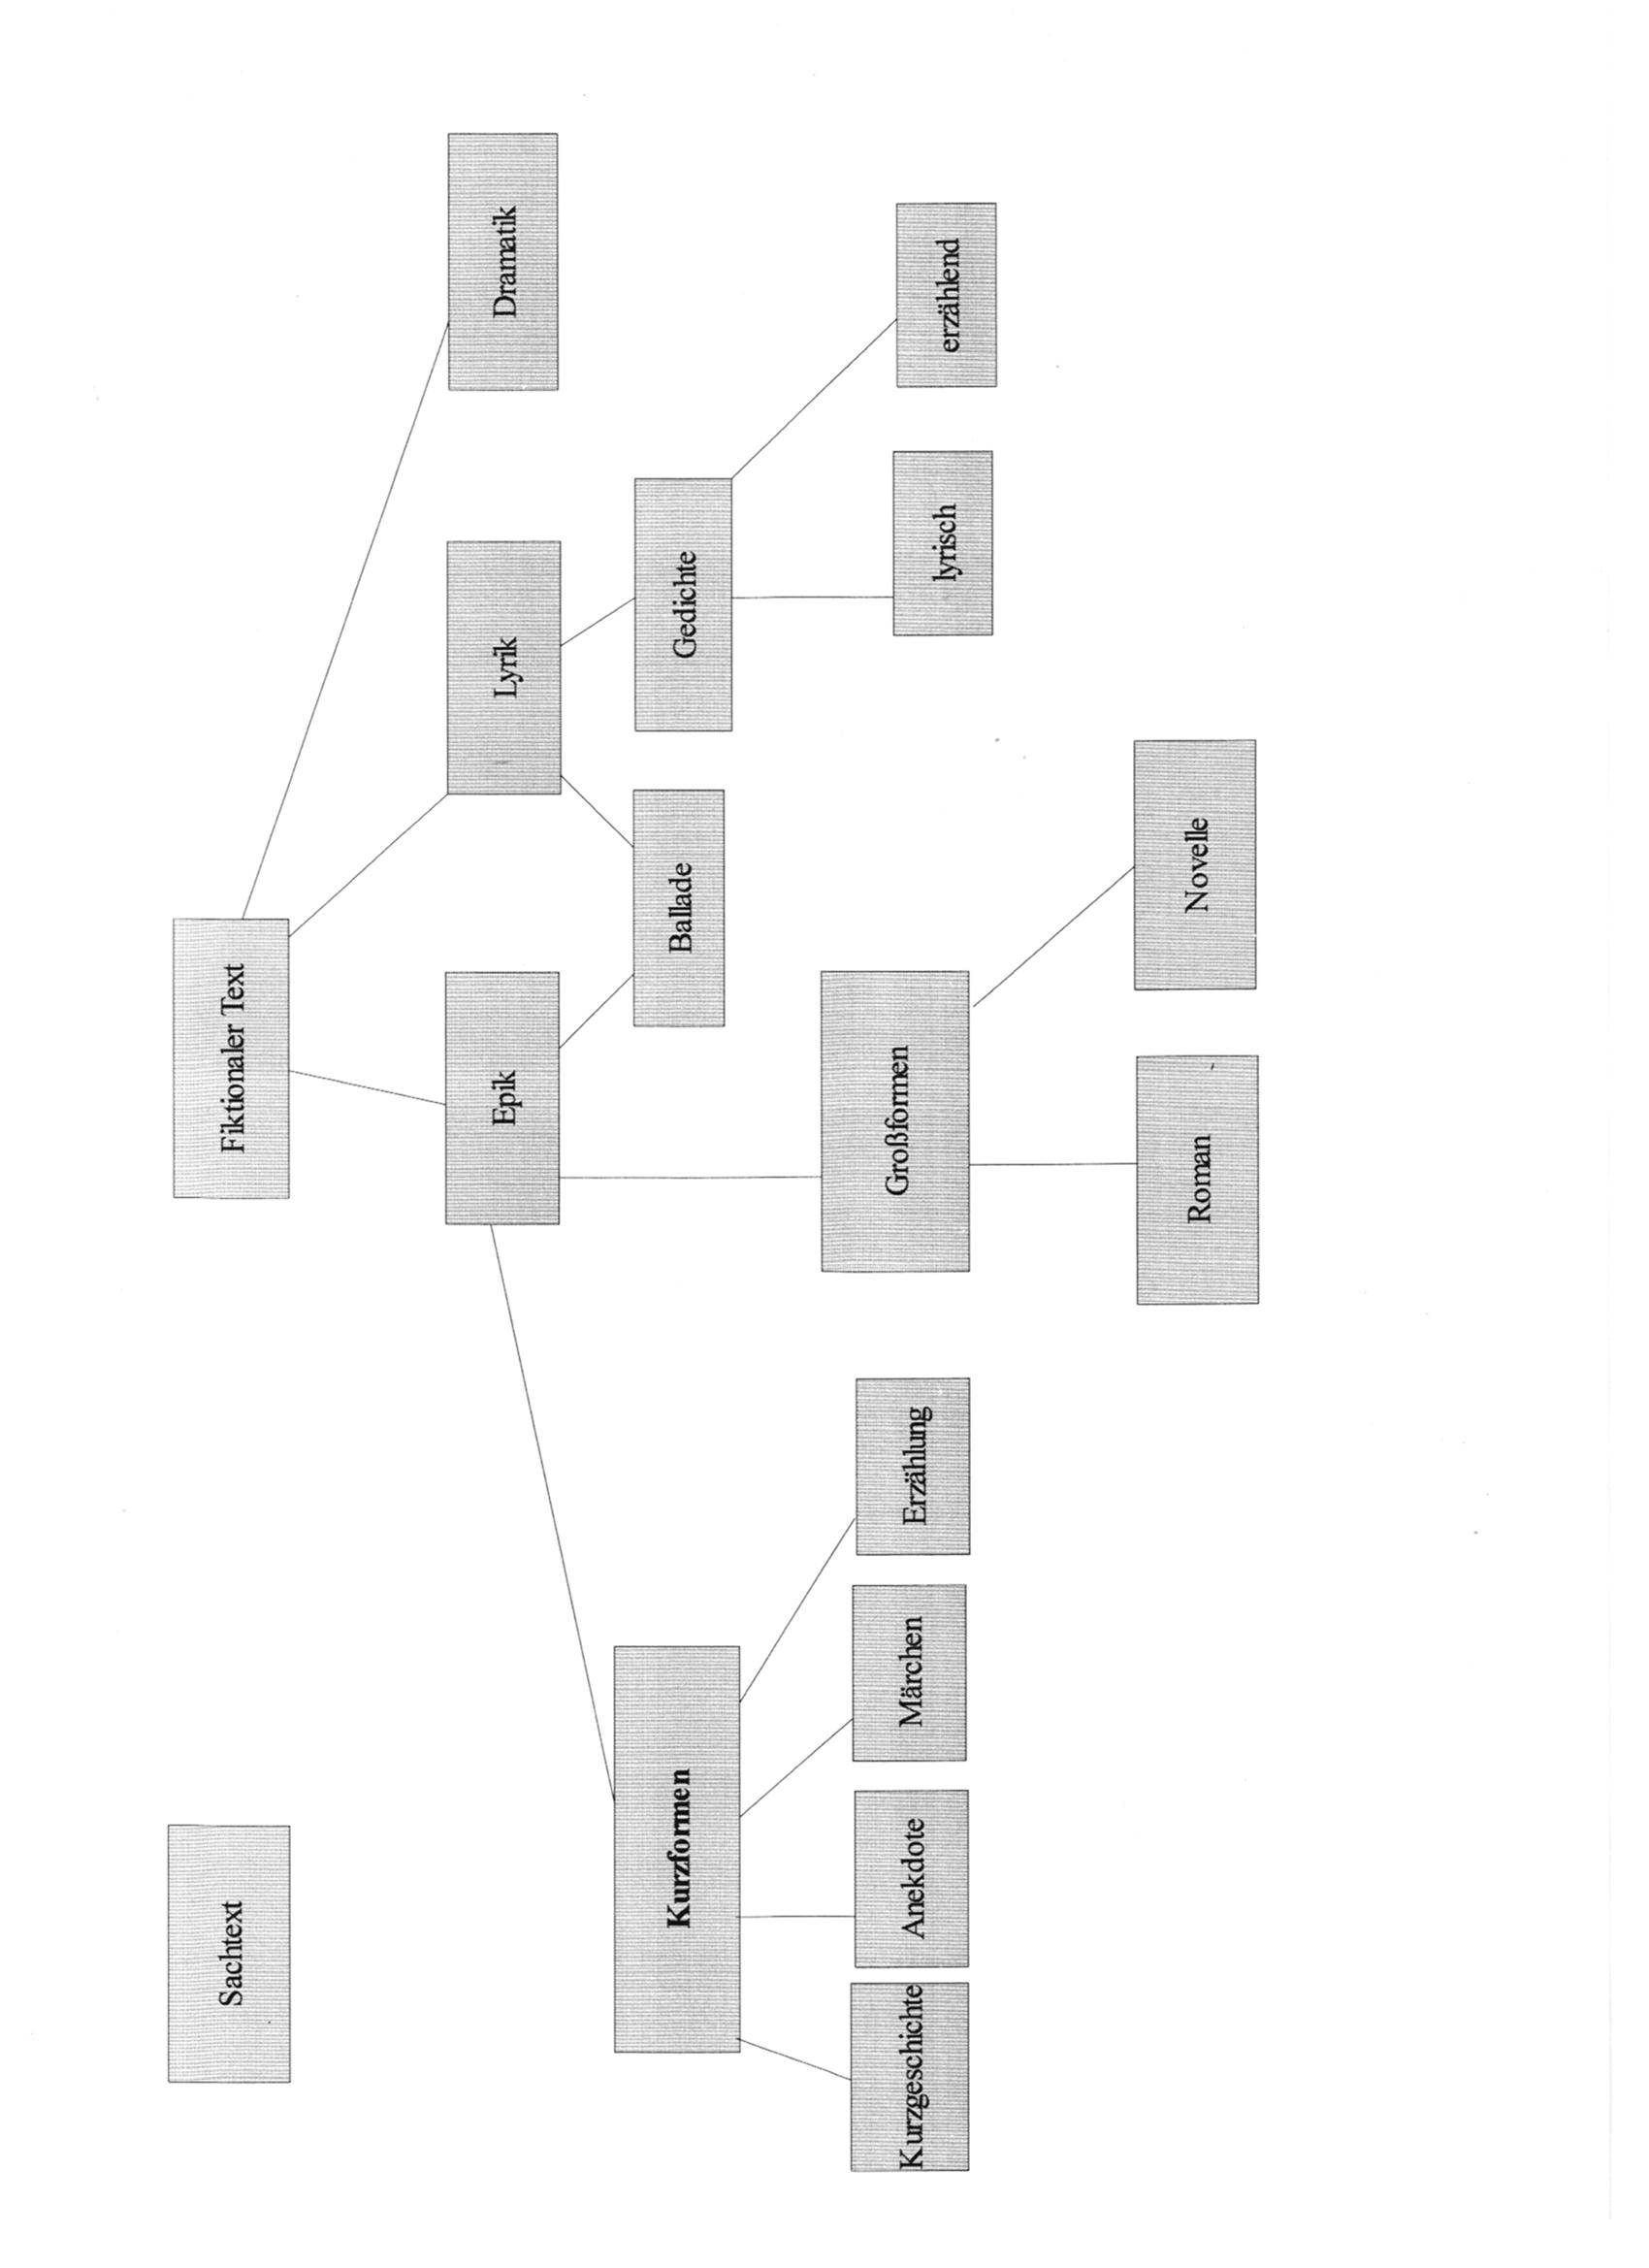 Sachtext
Fiktionaler Text
Epik
Lyrik
Dramatik
Kurzformen
Ballade
Gedichte
Großformen
Kurzgeschichte
Anekdote
Märchen
Erzählung
lyrisch
erzählend
Roman
Novelle